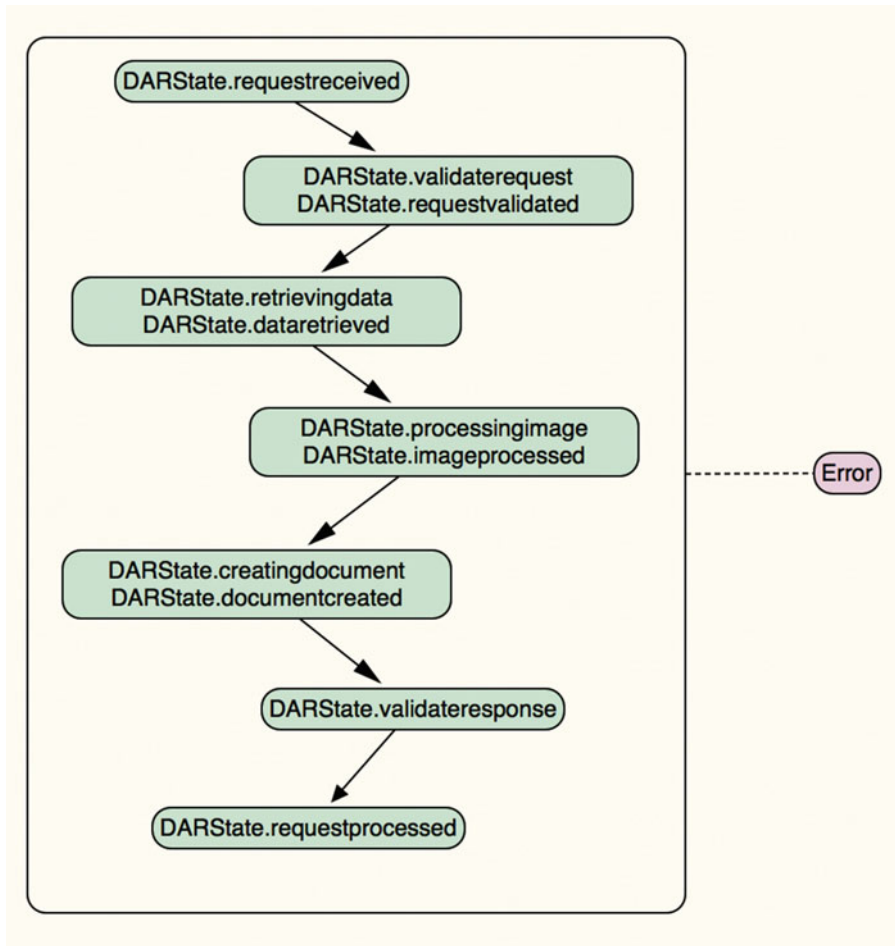 DARState.requestreceived
DARState.validaterequest
DARState.requestvalidated
DARState.retrievingdata
DARState.dataretrieved
DARState.processingimage
DARState.imageprocessed
Error
DARState.creatingdocument
DARState.documentcreated
DARState.validateresponse
DARState.requestprocessed